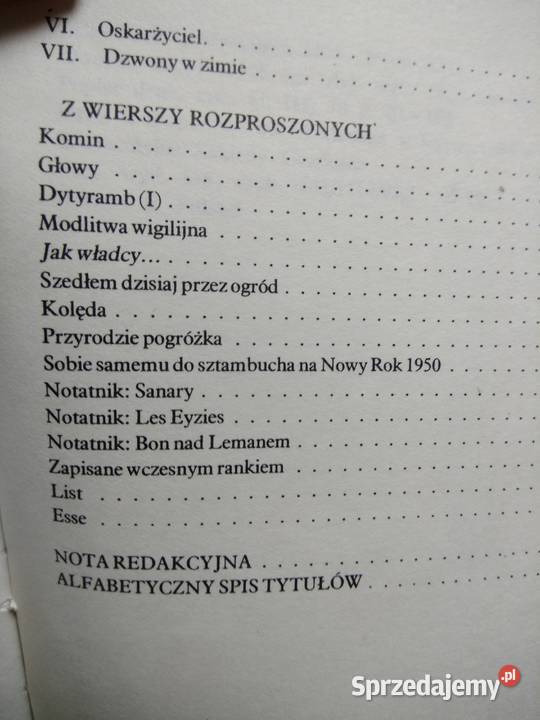 VI. Oskarżyciel.
VII. Dzwony w zimie
Z WIERSZY ROZPROSZONYCH
Komin
Głowy
Dytyramb (I)
Modlitwa wigilijna
Jak władcy...
Szedłem dzisiaj przez ogród
Kolęda
Przyrodzie pogróżka
Sobie samemu do sztambucha na Nowy Rok 1950
Notatnik: Sanary
Notatnik: Les Eyzies
Notatnik: Bon nad Lemanem
Zapisane wczesnym rankiem
List
Esse
NOTA REDAKCYJNA
ALFABETYCZNY SPIS TYTUŁÓW
Sprzedajemy.pl